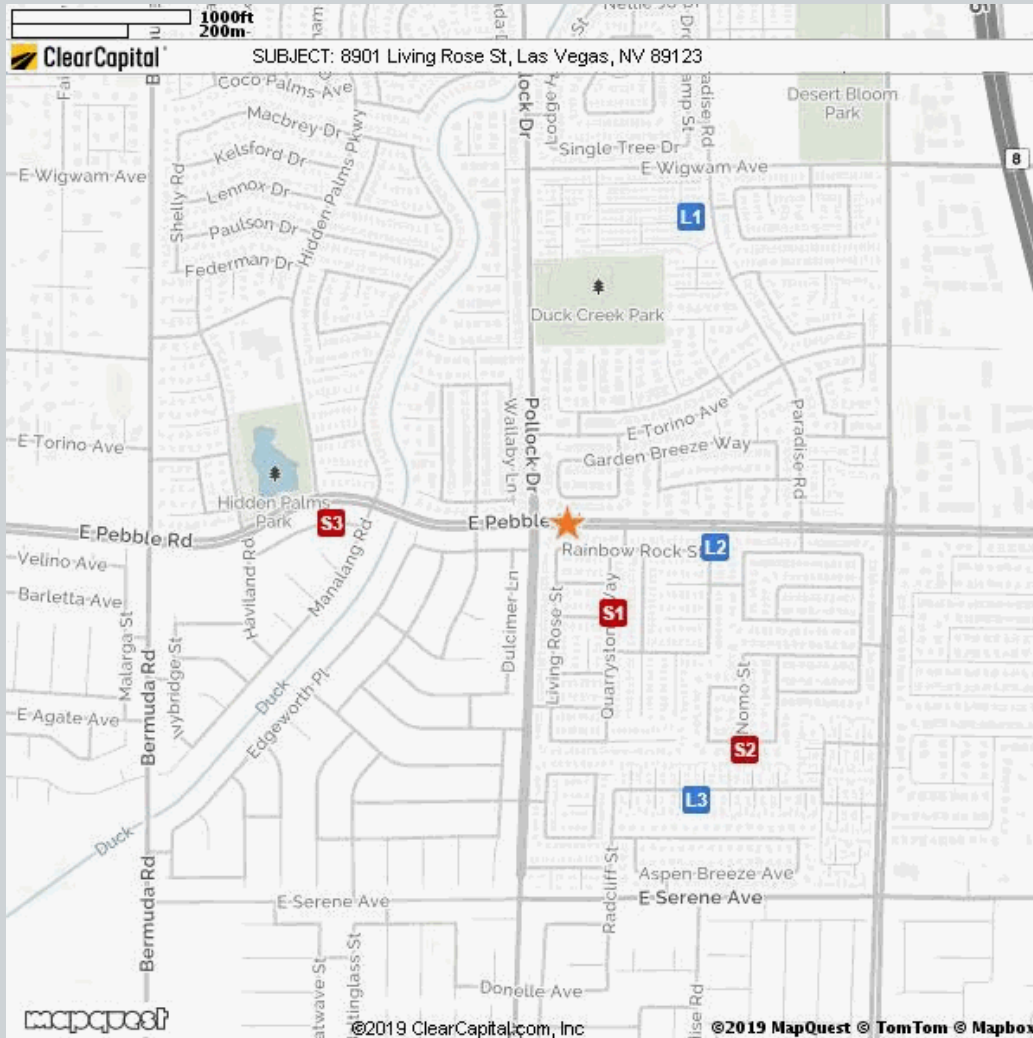 1000ft
200m
ClearCapital
SUBJECT: 8901 Living Rose St, Las Vegas, NV 89123
Coco Palms Ave
Macbrey Dr
Kelsford Dr
Lennox Dr
Paulson Dr
Federman Dr
Shelly Rd
Hidden Palms Pkwy
E Wigwam Ave
Single Tree Dr
E Wigwam Ave
Desert Bloom
Park
8
L1
Duck Creek Park
E Torino Ave
E Torino Ave
Garden Breeze Way
Paradise Rd
Pollock Dr
Wallaby Ln
Hidden Palms
Park
S3
E Pebble Rd
E Pebble
Rainbow Rock S
L2
Velino Ave
Barletta Ave
Malarga St
Haviland Rd
Manalang Rd
Dulcimer Ln
Living Rose St
S1
Quarryston Way
Nomo St
S2
E Agate Ave
Bermuda Rd
Ivybridge St
Duck
Edgeworth Pl
L3
Duck
Radcliff St
Aspen Breeze Ave
E Serene Ave
E Serene Ave
Bermuda Rd
Donelle Ave
mapquest
©2019 ClearCapital.com, Inc
©2019 MapQuest © TomTom © Mapbox